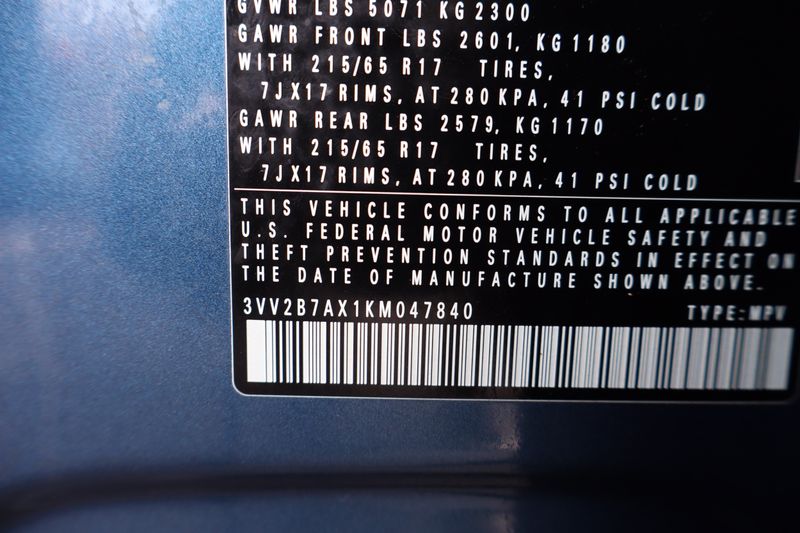 GVWR LBS 5071 KG 2300
GAWR FRONT LBS 2601, KG 1180
WITH 215/65 R17 TIRES,
7JX17 RIMS, AT 280 KPA, 41 PSI COLD
GAWR REAR LBS 2579, KG 1170
WITH 215/65 R17 TIRES,
7JX17 RIMS, AT 280 KPA, 41 PSI COLD
THIS VEHICLE CONFORMS TO ALL APPLICABLE
U.S. FEDERAL MOTOR VEHICLE SAFETY AND
THEFT PREVENTION STANDARDS IN EFFECT ON
THE DATE OF MANUFACTURE SHOWN ABOVE.
3VV2B7AX1KM047840 TYPE:MPV